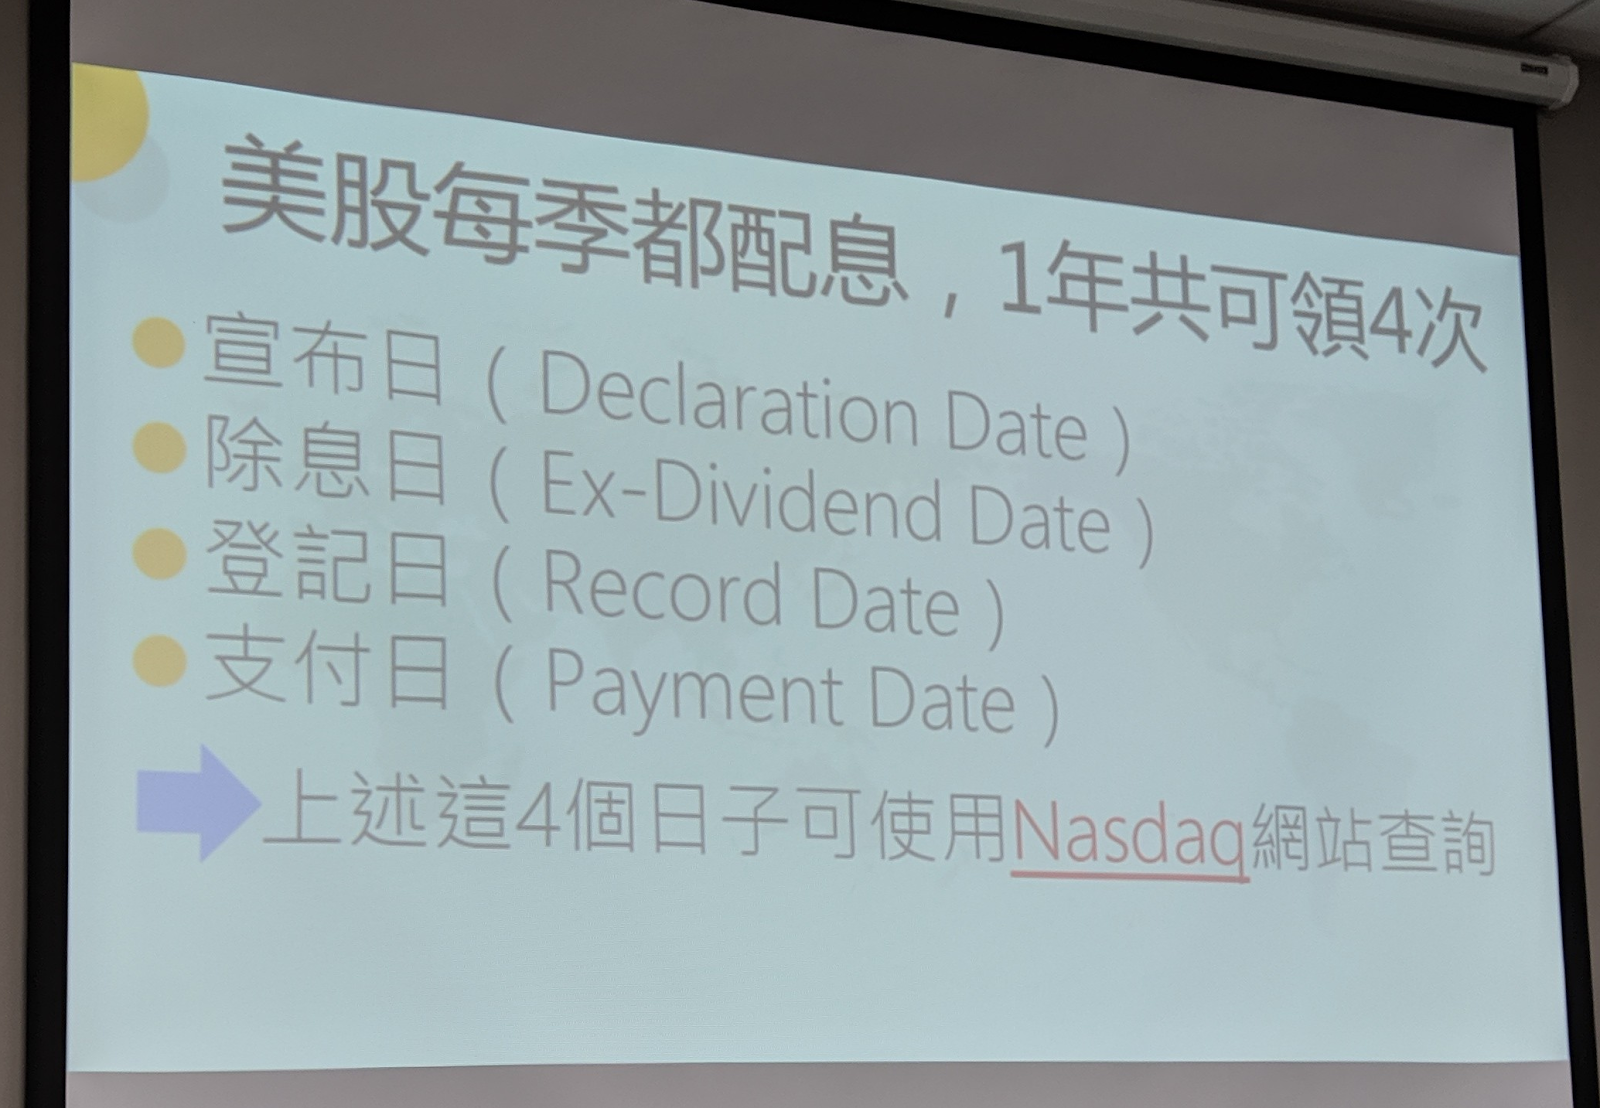 美股每季都配息，1年共可領4次
宣布日（Declaration Date）
除息日（Ex-Dividend Date）
登記日（Record Date）
支付日（Payment Date）
上述這4個日子可使用Nasdaq網站查詢